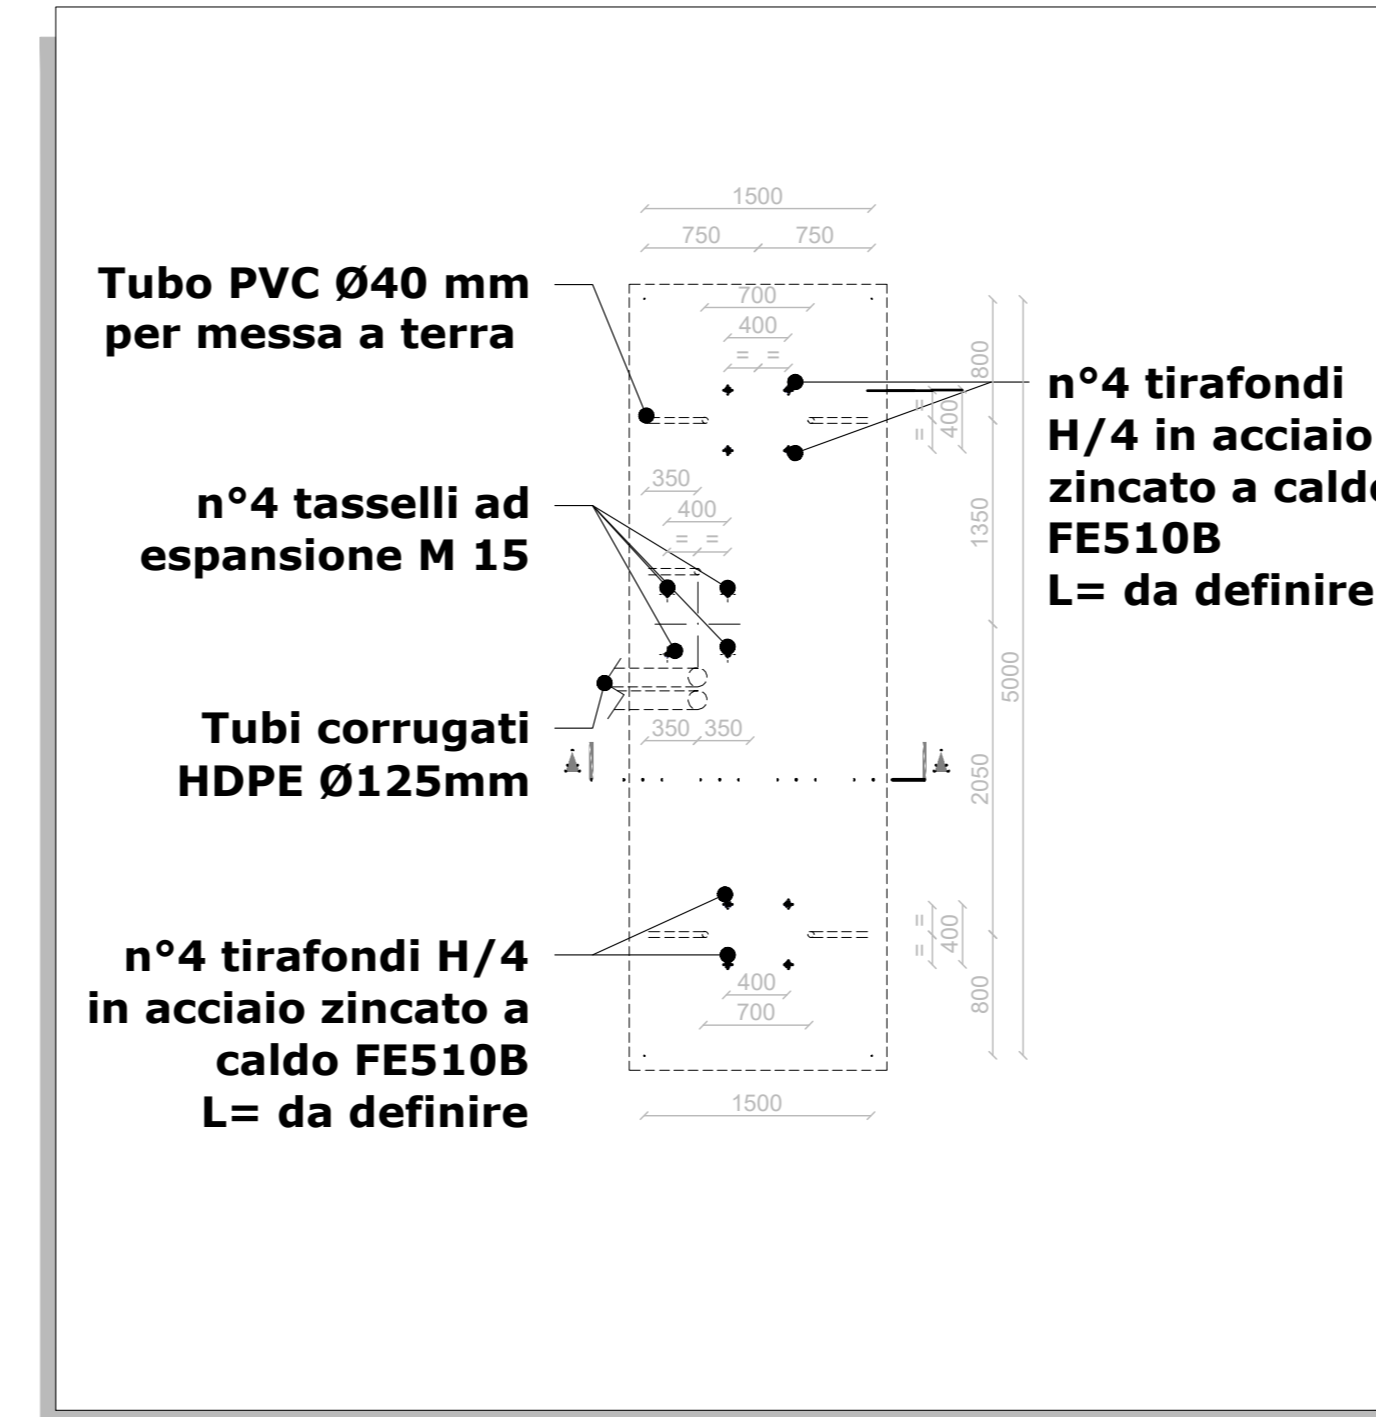 1500
750 750
700
400
= =
Tubo PVC Ø40 mm
per messa a terra
800
= =
400
n°4 tirafondi
H/4 in acciaio
zincato a caldo
FE510B
L= da definire
n°4 tasselli ad
espansione M 15
350
400
= =
1350
5000
Tubi corrugati
HDPE Ø125mm
350 350
2050
n°4 tirafondi H/4
in acciaio zincato a
caldo FE510B
L= da definire
= =
400
400
700
800
1500